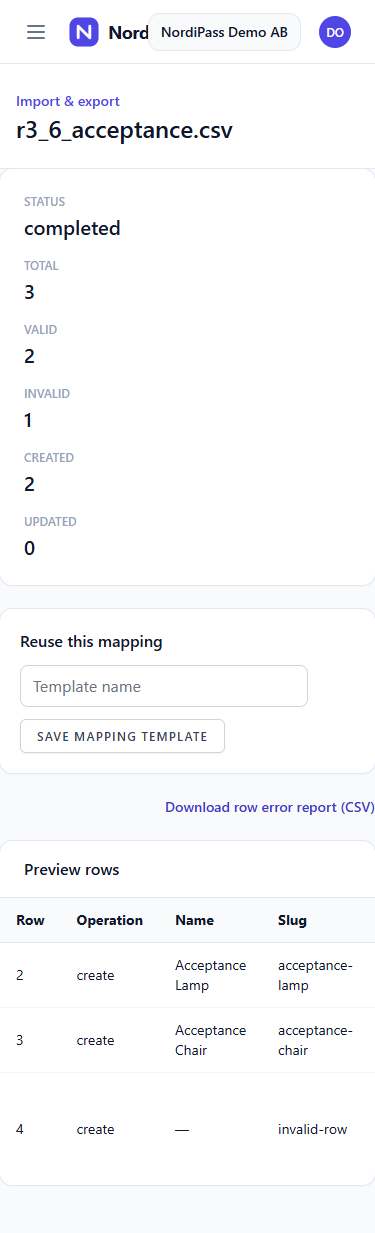 Nord
NordiPass Demo AB
DO
Import & export
r3_6_acceptance.csv
STATUS
completed
TOTAL
3
VALID
2
INVALID
1
CREATED
2
UPDATED
0
Reuse this mapping
Template name
SAVE MAPPING TEMPLATE
Download row error report (CSV)
Preview rows
Row Operation Name Slug
2 create Acceptance Lamp acceptance-lamp
3 create Acceptance Chair acceptance-chair
4 create — invalid-row